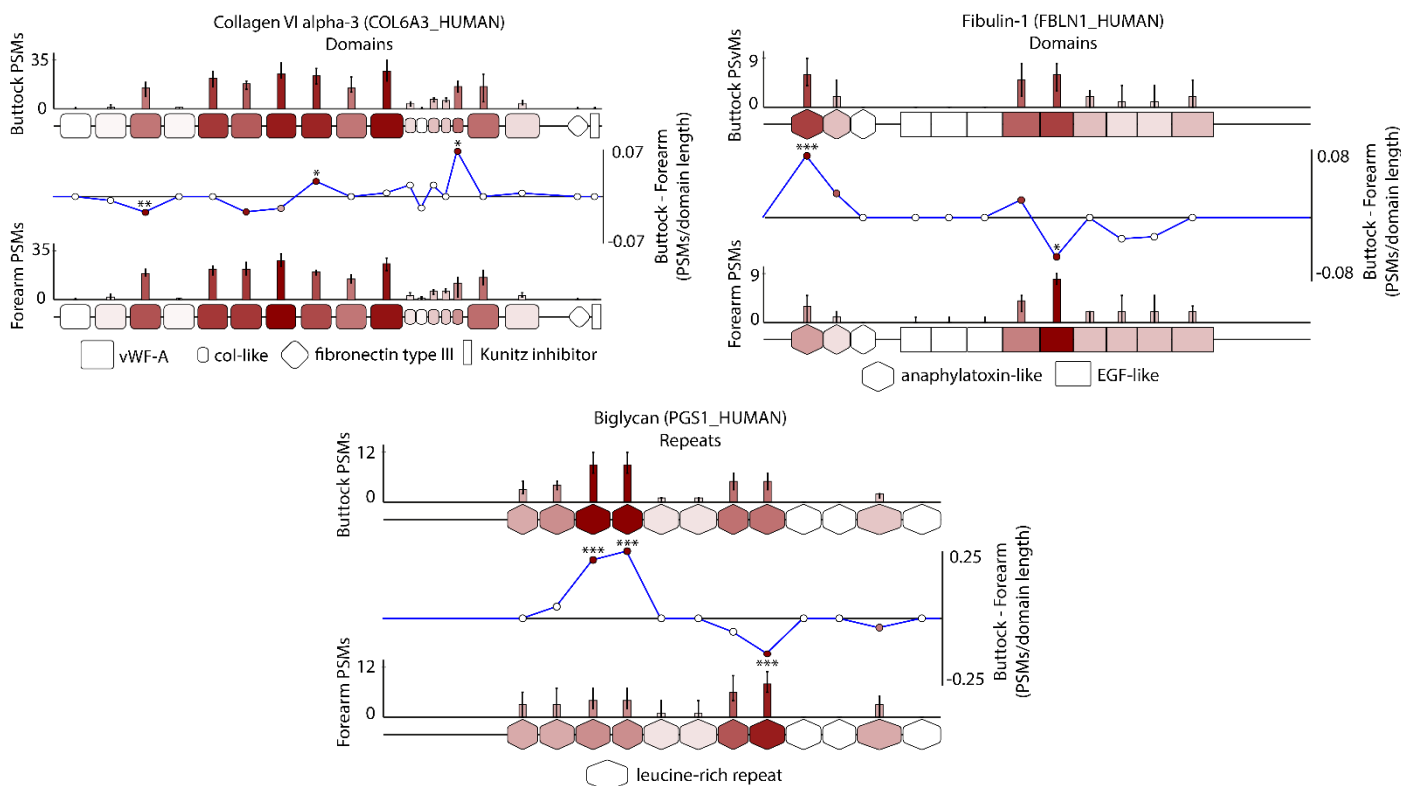 Collagen VI alpha-3 (COL6A3_HUMAN)
Domains
Buttock PSMs
35
0
**
*
*
0.07
-0.07
Buttock - Forearm
(PSMs/domain length)
Forearm PSMs
35
0
vWF-A
col-like
fibronectin type III
Kunitz inhibitor
Fibulin-1 (FBLN1_HUMAN)
Domains
Buttock PSvMs
9
0
***
*
0.08
-0.08
Buttock - Forearm
(PSMs/domain length)
Forearm PSMs
9
0
anaphylatoxin-like
EGF-like
Biglycan (PGS1_HUMAN)
Repeats
Buttock PSMs
12
0
***
***
***
0.25
-0.25
Buttock - Forearm
(PSMs/domain length)
Forearm PSMs
12
0
leucine-rich repeat